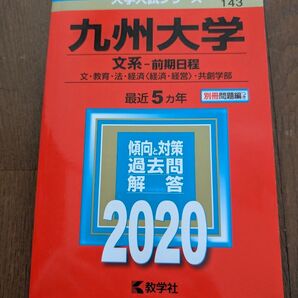 大学入試シリーズ
143
九州大学
文系-前期日程
文・教育・法・経済〈経済・経営〉・共創学部
最近5カ年
別冊問題編つき
傾向と対策
過去問
解答
2020
教学社